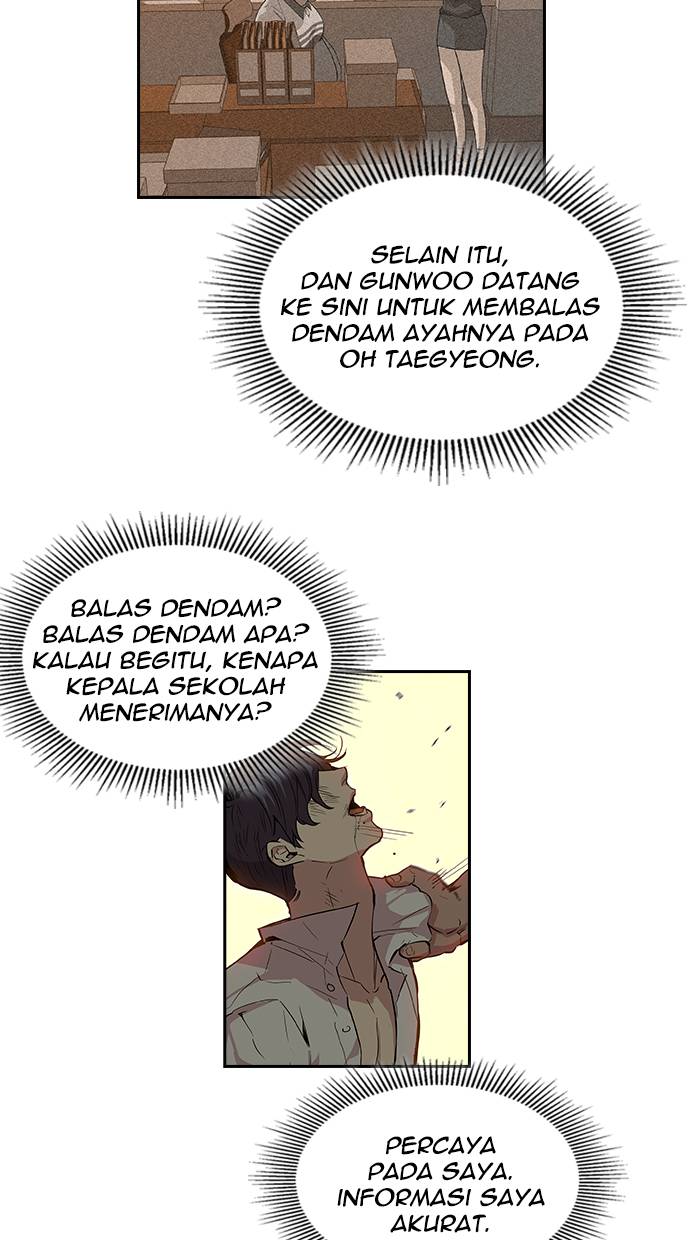 SELAIN ITU,
DAN GUNWOO DATANG
KE SINI UNTUK MEMBALAS
DENDAM AYAHNYA PADA
OH TAEGYEONG.
BALAS DENDAM?
BALAS DENDAM APA?
KALAU BEGITU, KENAPA
KEPALA SEKOLAH
MENERIMANYA?
PERCAYA
PADA SAYA.
INFORMASI SAYA
AKURAT.